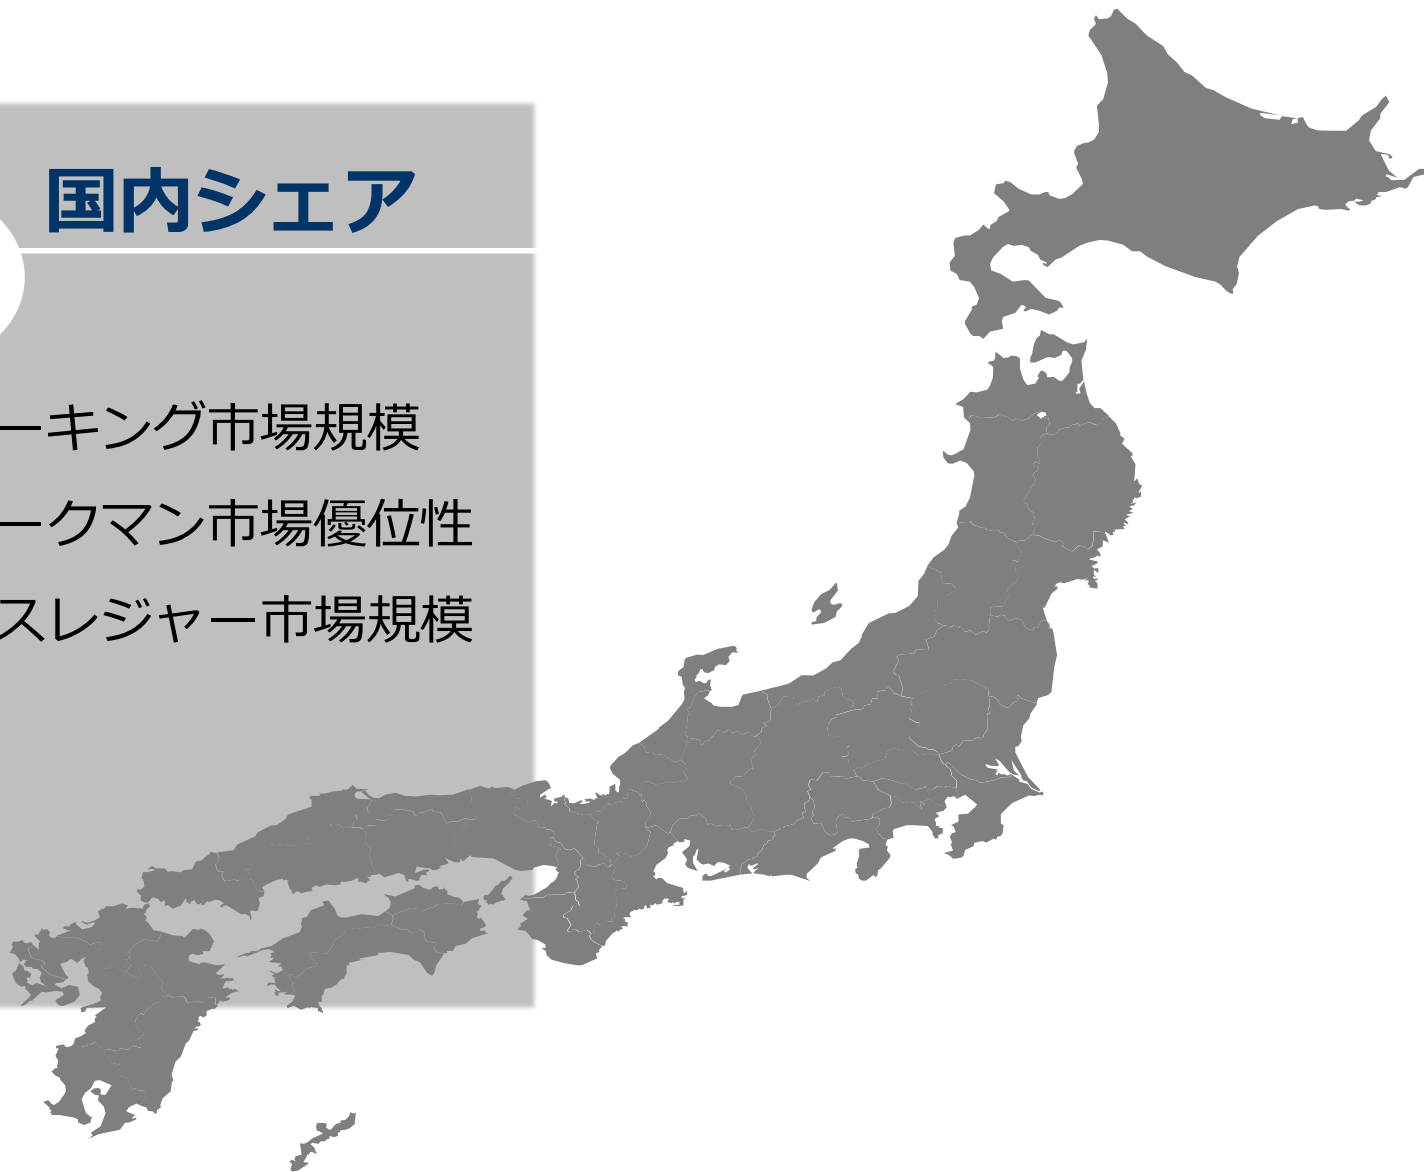 国内シェア
ーキング市場規模
ークマン市場優位性
スレジャー市場規模